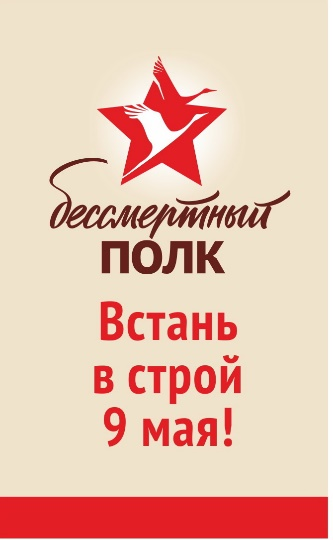 бессмертный
ПОЛК
Встань
в строй
9 мая!